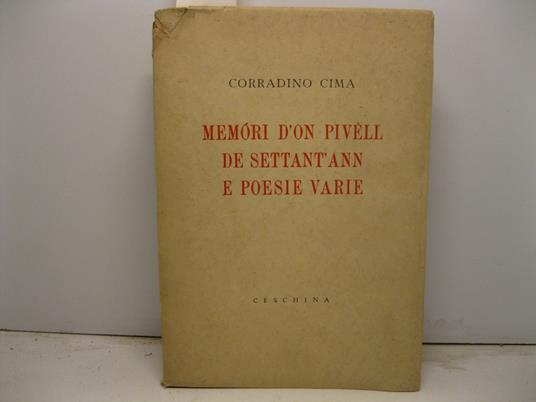 CORRADINO CIMA
MEMÓRI D'ON PIVÈLL
DE SETTANT'ANN
E POESIE VARIE
CESCHINA